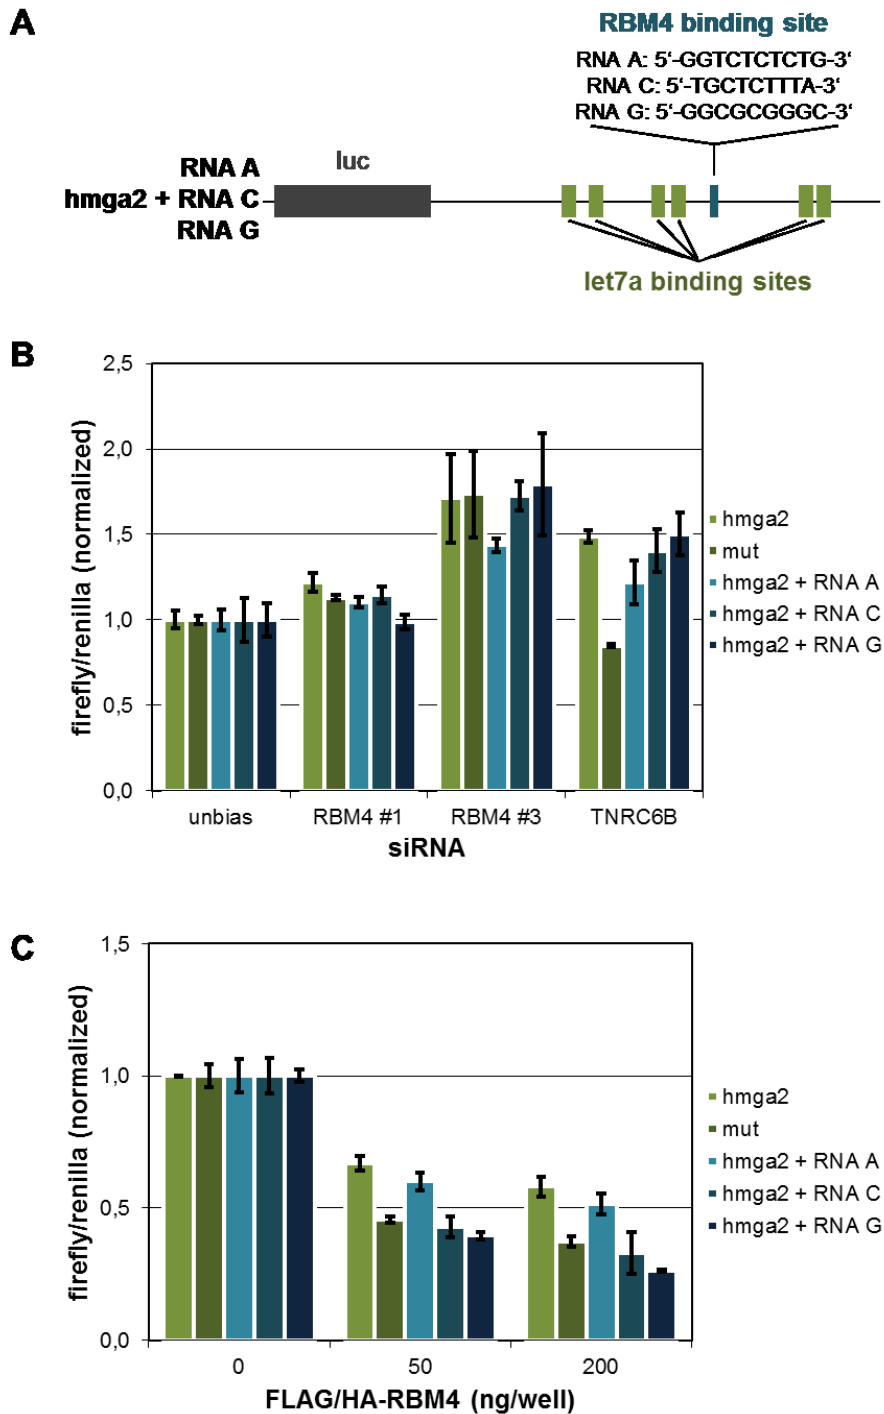 A
RBM4 binding site
RNA A: 5‘-GGTCTCTCTG-3‘
RNA C: 5‘-TGCTCTTTA-3‘
RNA G: 5‘-GGCGCGGGC-3‘
luc
RNA A
hmga2 + RNA C
RNA G
let7a binding sites
B
firefly/renilla (normalized)
2,5
2,0
1,5
1,0
0,5
0,0
unbias RBM4 #1 RBM4 #3 TNRC6B
siRNA
hmga2
mut
hmga2 + RNA A
hmga2 + RNA C
hmga2 + RNA G
C
firefly/renilla (normalized)
1,5
1,0
0,5
0,0
0 50 200
FLAG/HA-RBM4 (ng/well)
hmga2
mut
hmga2 + RNA A
hmga2 + RNA C
hmga2 + RNA G